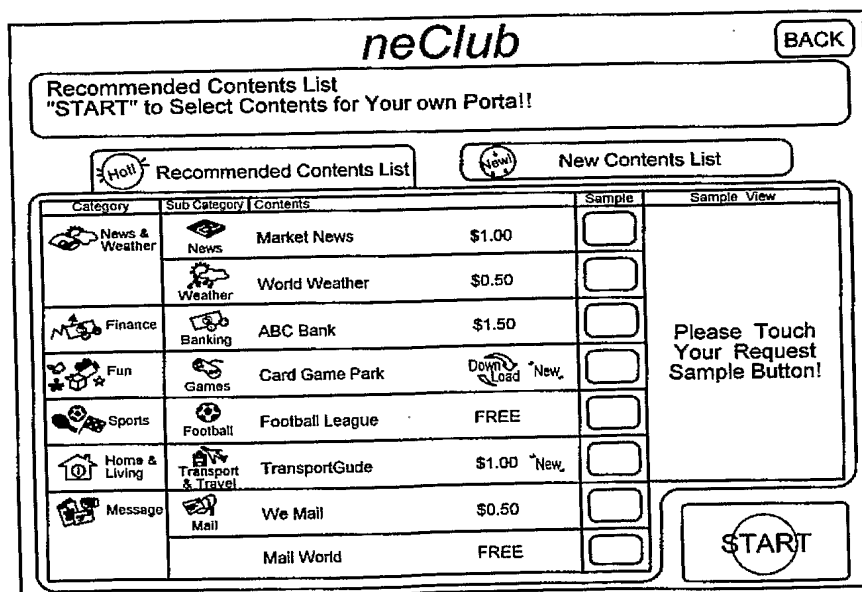 neClub
BACK
Recommended Contents List
"START" to Select Contents for Your own Porta!!
Hot! Recommended Contents List
New! New Contents List
Category Sub Category Contents Sample Sample View
News & Weather News Market News $1.00
Weather World Weather $0.50
Finance Banking ABC Bank $1.50
Fun Games Card Game Park Down Load "New"
Sports Football Football League FREE
Home & Living Transport & Travel TransportGude $1.00 "New"
Message Mail We Mail $0.50
Mail World FREE
Please Touch
Your Request
Sample Button!
START